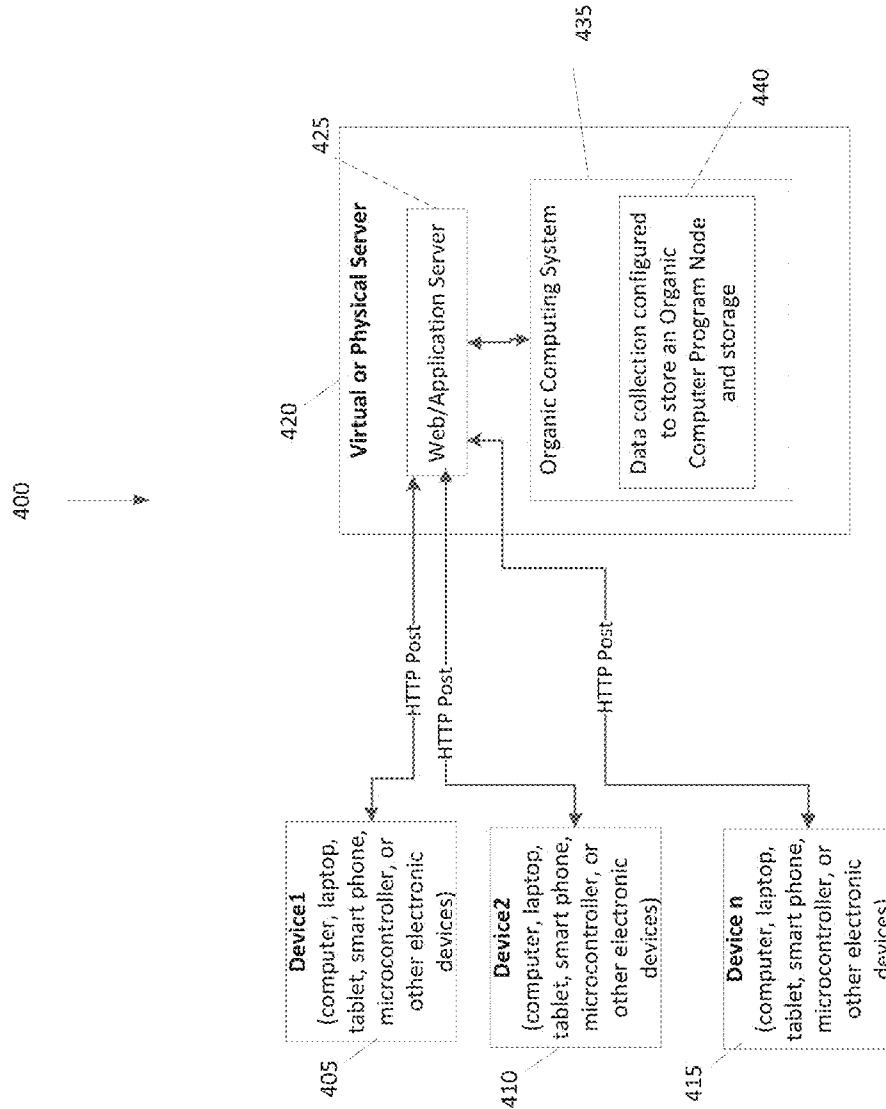 400
Device1
(computer, laptop,
tablet, smart phone,
microcontroller, or
other electronic
devices)
405
Device2
(computer, laptop,
tablet, smart phone,
microcontroller, or
other electronic
devices)
410
Device n
(computer, laptop,
tablet, smart phone,
microcontroller, or
other electronic
devices)
415
HTTP Post
HTTP Post
HTTP Post
420
Virtual or Physical Server
425
Web/Application Server
Organic Computing System
435
Data collection configured
to store an Organic
Computer Program Node
and storage
440